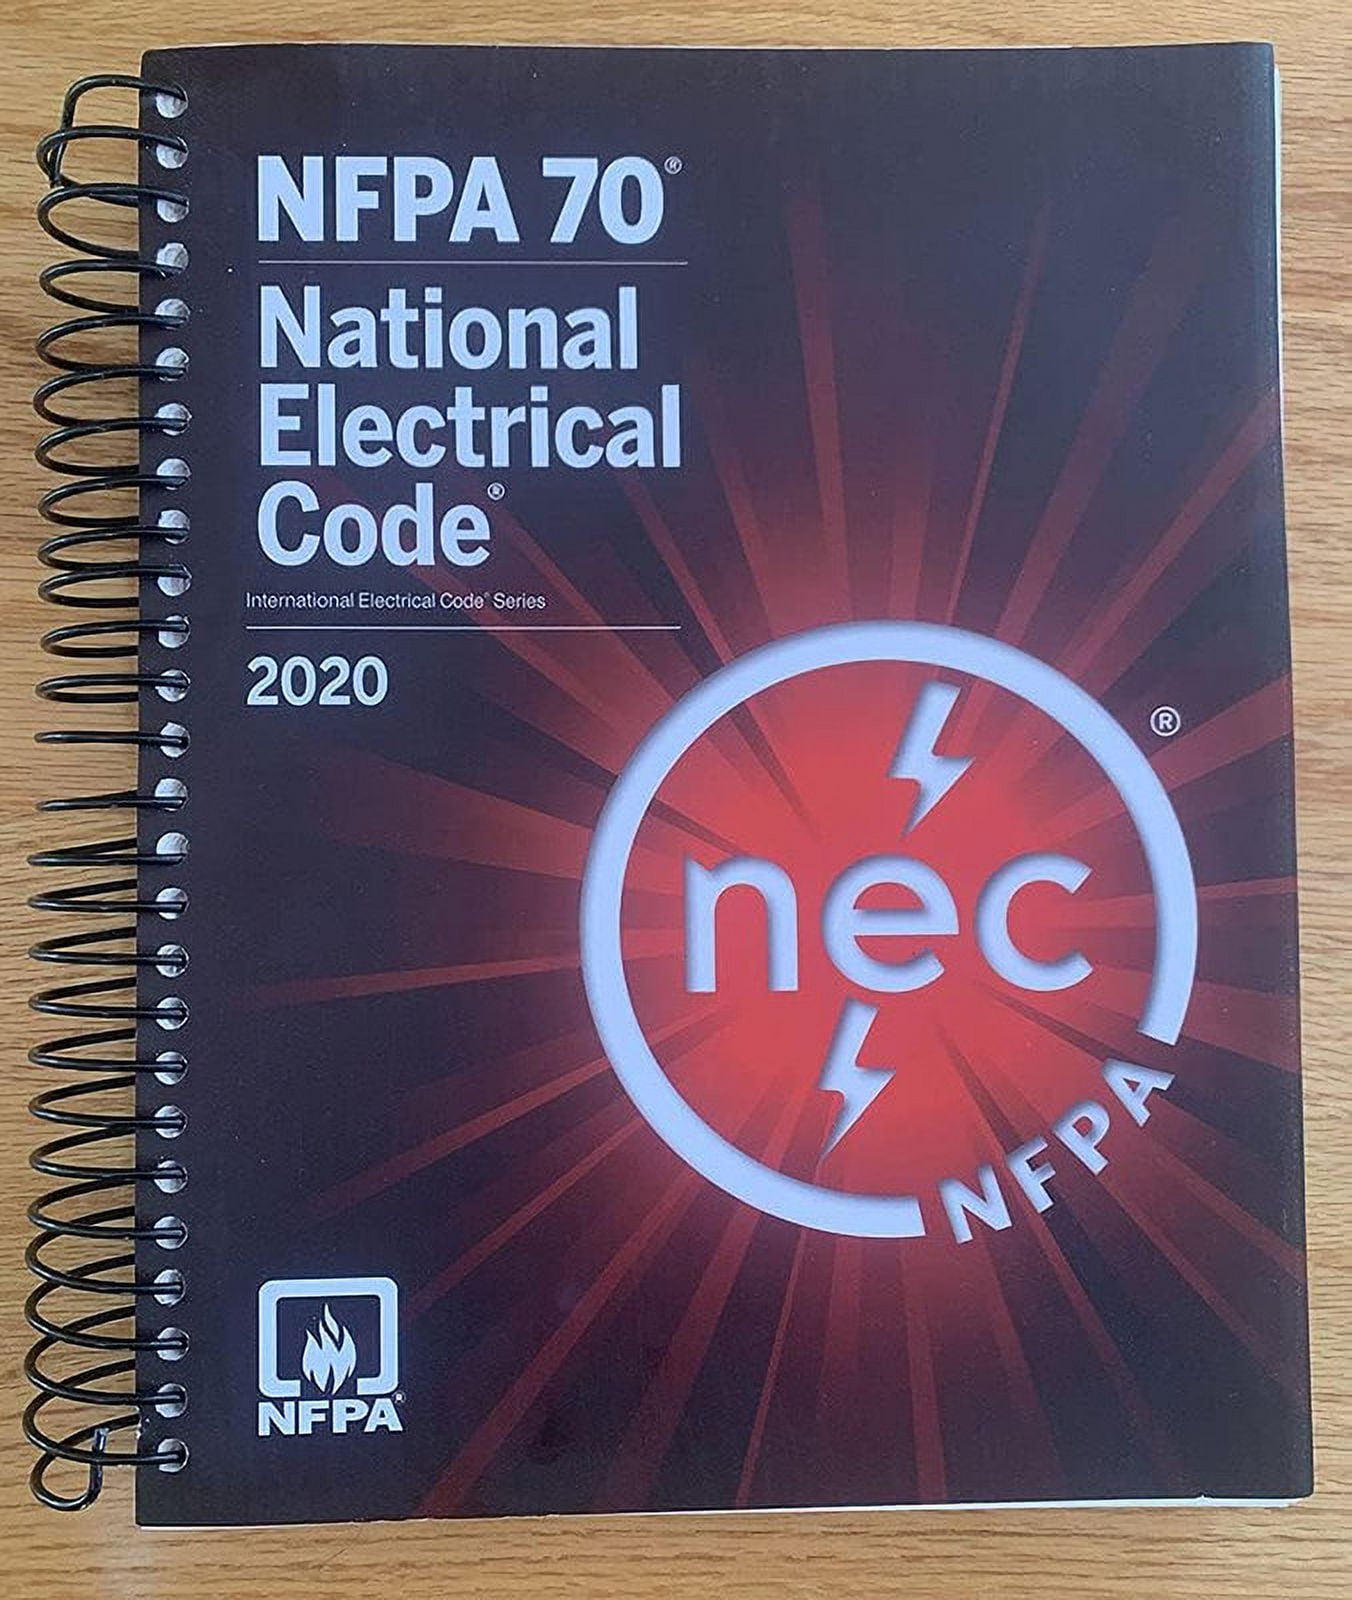 NFPA 70®
National
Electrical
Code®
International Electrical Code® Series
2020
®
nec
NFPA
NFPA®